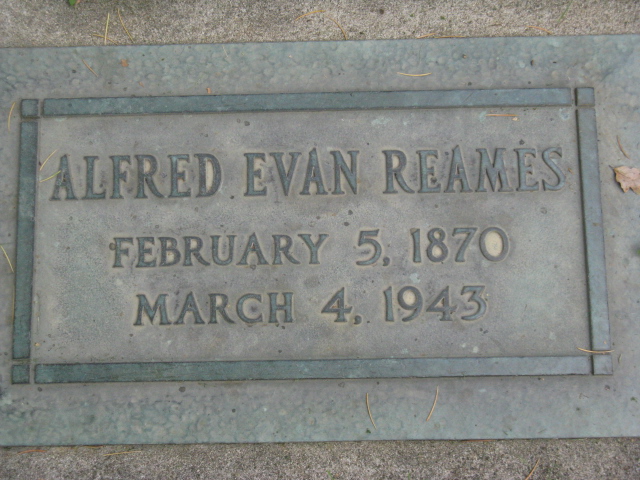 ALFRED EVAN REAMES
FEBRUARY 5, 1870
MARCH 4, 1943